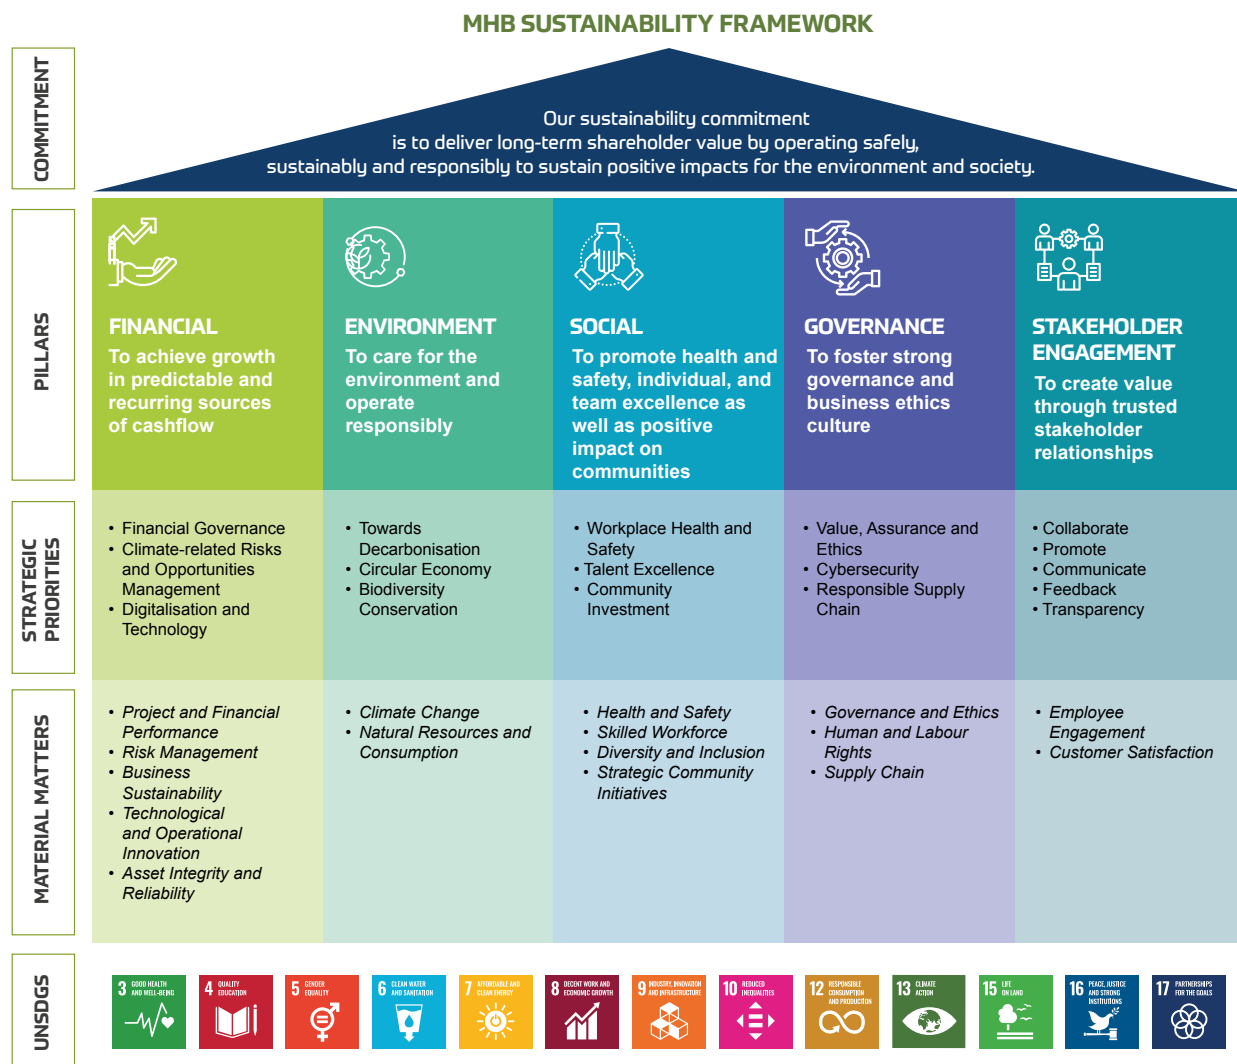 MHB SUSTAINABILITY FRAMEWORK
COMMITMENT
Our sustainability commitment
is to deliver long-term shareholder value by operating safely,
sustainably and responsibly to sustain positive impacts for the environment and society.
PILLARS
FINANCIAL
To achieve growth
in predictable and
recurring sources
of cashflow
ENVIRONMENT
To care for the
environment and
operate
responsibly
SOCIAL
To promote health and
safety, individual, and
team excellence as
well as positive
impact on
communities
GOVERNANCE
To foster strong
governance and
business ethics
culture
STAKEHOLDER
ENGAGEMENT
To create value
through trusted
stakeholder
relationships
STRATEGIC
PRIORITIES
• Financial Governance
• Climate-related Risks
and Opportunities
Management
• Digitalisation and
Technology
• Towards
Decarbonisation
• Circular Economy
• Biodiversity
Conservation
• Workplace Health and
Safety
• Talent Excellence
• Community
Investment
• Value, Assurance and
Ethics
• Cybersecurity
• Responsible Supply
Chain
• Collaborate
• Promote
• Communicate
• Feedback
• Transparency
MATERIAL MATTERS
• Project and Financial
Performance
• Risk Management
• Business
Sustainability
• Technological
and Operational
Innovation
• Asset Integrity and
Reliability
• Climate Change
• Natural Resources and
Consumption
• Health and Safety
• Skilled Workforce
• Diversity and Inclusion
• Strategic Community
Initiatives
• Governance and Ethics
• Human and Labour
Rights
• Supply Chain
• Employee
Engagement
• Customer Satisfaction
UNSDGS
3 GOOD HEALTH
AND WELL-BEING
4 QUALITY
EDUCATION
5 GENDER
EQUALITY
6 CLEAN WATER
AND SANITATION
7 AFFORDABLE AND
CLEAN ENERGY
8 DECENT WORK AND
ECONOMIC GROWTH
9 INDUSTRY, INNOVATION
AND INFRASTRUCTURE
10 REDUCED
INEQUALITIES
12 RESPONSIBLE
CONSUMPTION
AND PRODUCTION
13 CLIMATE
ACTION
15 LIFE
ON LAND
16 PEACE, JUSTICE
AND STRONG
INSTITUTIONS
17 PARTNERSHIPS
FOR THE GOALS